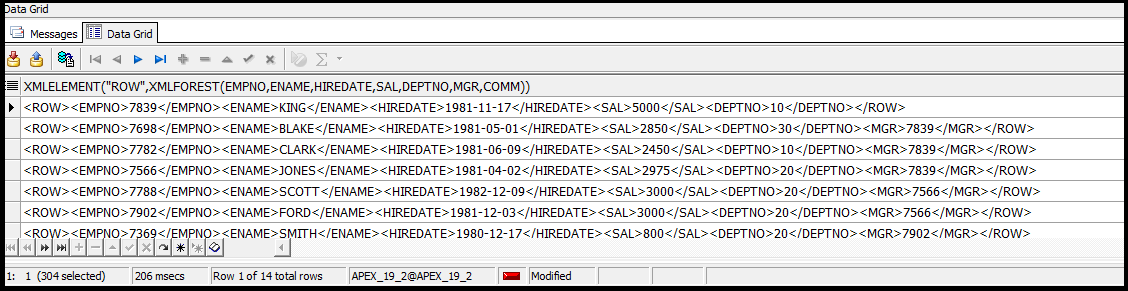 Data Grid
Messages Data Grid
XMLELEMENT("ROW",XMLFOREST(EMPNO,ENAME,HIREDATE,SAL,DEPTNO,MGR,COMM))
<ROW><EMPNO>7839</EMPNO><ENAME>KING</ENAME><HIREDATE>1981-11-17</HIREDATE><SAL>5000</SAL><DEPTNO>10</DEPTNO></ROW>
<ROW><EMPNO>7698</EMPNO><ENAME>BLAKE</ENAME><HIREDATE>1981-05-01</HIREDATE><SAL>2850</SAL><DEPTNO>30</DEPTNO><MGR>7839</MGR></ROW>
<ROW><EMPNO>7782</EMPNO><ENAME>CLARK</ENAME><HIREDATE>1981-06-09</HIREDATE><SAL>2450</SAL><DEPTNO>10</DEPTNO><MGR>7839</MGR></ROW>
<ROW><EMPNO>7566</EMPNO><ENAME>JONES</ENAME><HIREDATE>1981-04-02</HIREDATE><SAL>2975</SAL><DEPTNO>20</DEPTNO><MGR>7839</MGR></ROW>
<ROW><EMPNO>7788</EMPNO><ENAME>SCOTT</ENAME><HIREDATE>1982-12-09</HIREDATE><SAL>3000</SAL><DEPTNO>20</DEPTNO><MGR>7566</MGR></ROW>
<ROW><EMPNO>7902</EMPNO><ENAME>FORD</ENAME><HIREDATE>1981-12-03</HIREDATE><SAL>3000</SAL><DEPTNO>20</DEPTNO><MGR>7566</MGR></ROW>
<ROW><EMPNO>7369</EMPNO><ENAME>SMITH</ENAME><HIREDATE>1980-12-17</HIREDATE><SAL>800</SAL><DEPTNO>20</DEPTNO><MGR>7902</MGR></ROW>
1: 1 (304 selected) 206 msecs Row 1 of 14 total rows APEX_19_2@APEX_19_2 Modified